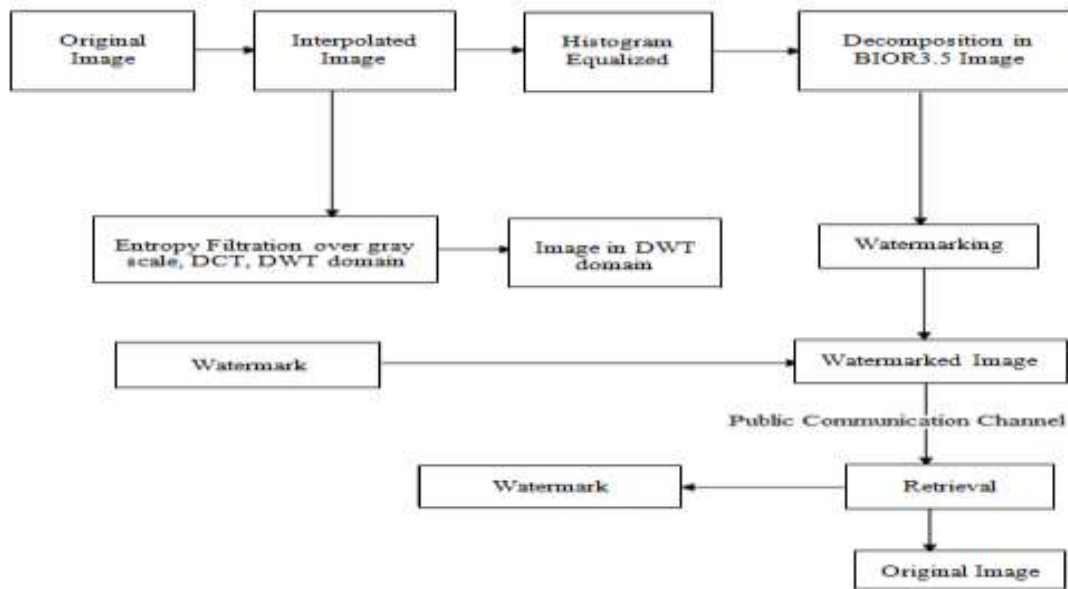 Original
Image
Interpolated
Image
Histogram
Equalized
Decomposition in
BIOR3.5 Image
Entropy Filtration over gray
scale, DCT, DWT domain
Image in DWT
domain
Watermarking
Watermark
Watermarked Image
Public Communication Channel
Watermark
Retrieval
Original Image